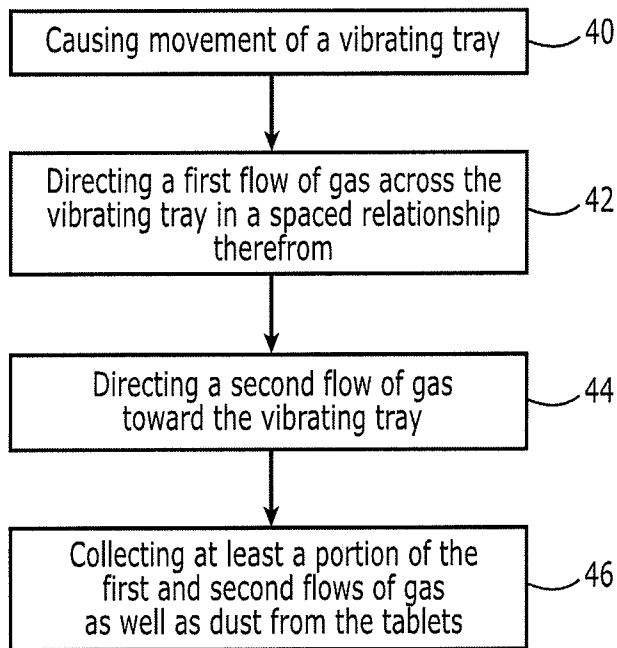 Causing movement of a vibrating tray
40
Directing a first flow of gas across the
vibrating tray in a spaced relationship
therefrom
42
Directing a second flow of gas
toward the vibrating tray
44
Collecting at least a portion of the
first and second flows of gas
as well as dust from the tablets
46